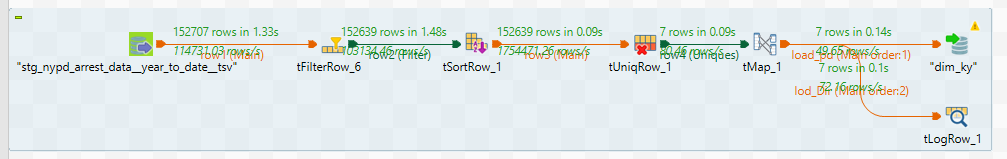 152707 rows in 1.33s
114731.03 rows/s
row1 (Main)
152639 rows in 1.48s
103134.46 rows/s
row2 (Filter)
152639 rows in 0.09s
1754471.26 rows/s
row3 (Main)
7 rows in 0.09s
80.46 rows/s
row4 (Uniques)
7 rows in 0.14s
49.65 rows/s
load_pd (Main order:1)
"stg_nypd_arrest_data__year_to_date__tsv"
tFilterRow_6
tSortRow_1
tUniqRow_1
tMap_1
"dim_ky"
7 rows in 0.1s
72.16 rows/s
lod_Dir (Main order:2)
tLogRow_1